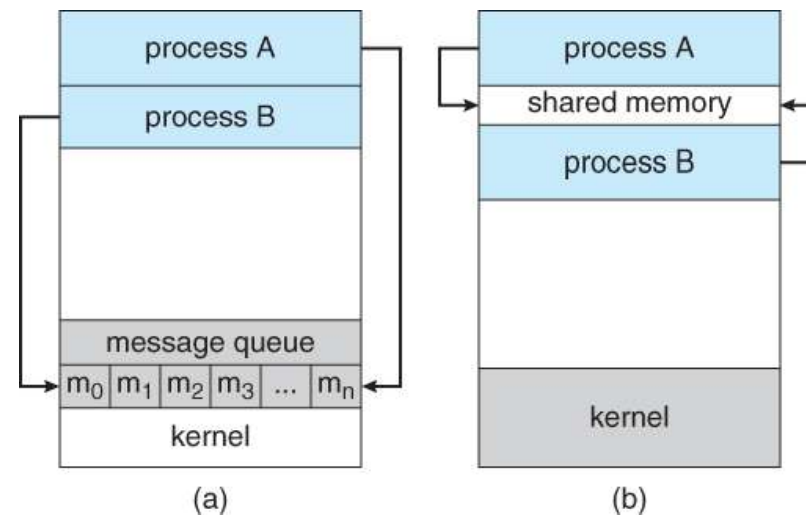 process A
process B
message queue
m0 m1 m2 m3 ... mn
kernel
(a)
process A
shared memory
process B
kernel
(b)